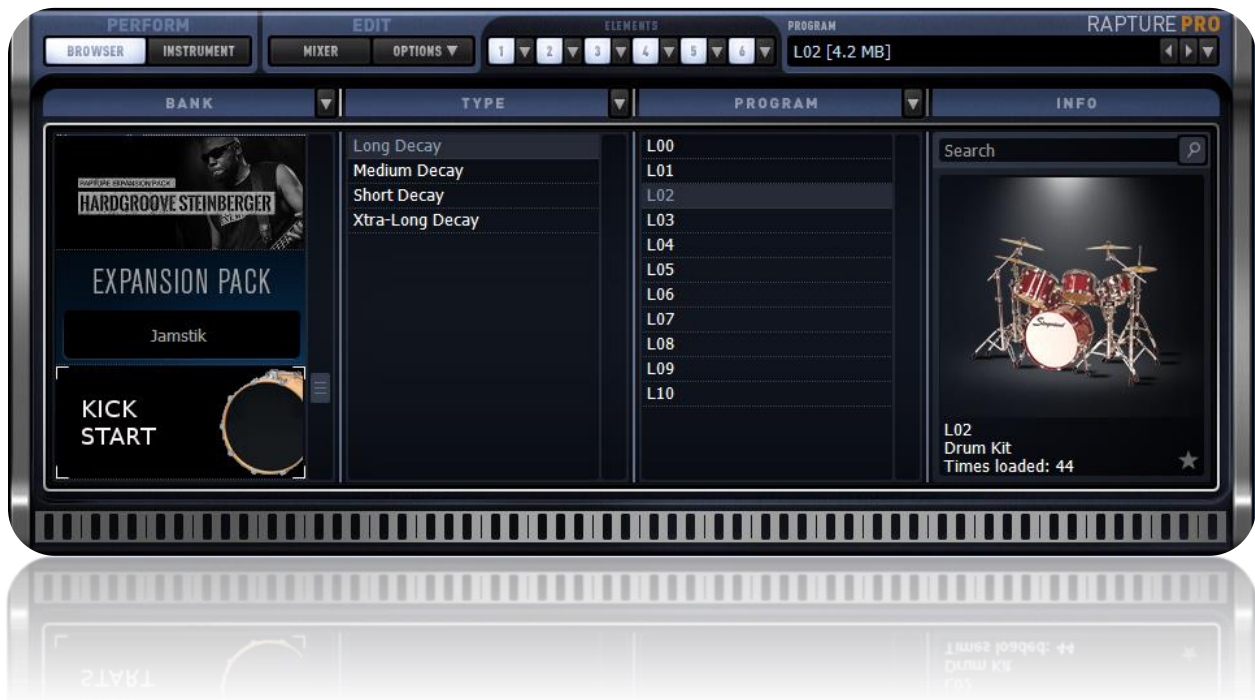 PERFORM
EDIT
ELEMENTS
PROGRAM
RAPTURE PRO
BROWSER
INSTRUMENT
MIXER
OPTIONS
1
2
3
4
5
6
L02 [4.2 MB]
BANK
TYPE
PROGRAM
INFO
RAPTURE EXPANSION PACK:
HARDGROOVE STEINBERGER
EXPANSION PACK
Jamstik
KICK
START
Long Decay
Medium Decay
Short Decay
Xtra-Long Decay
L00
L01
L02
L03
L04
L05
L06
L07
L08
L09
L10
Search
L02
Drum Kit
Times loaded: 44